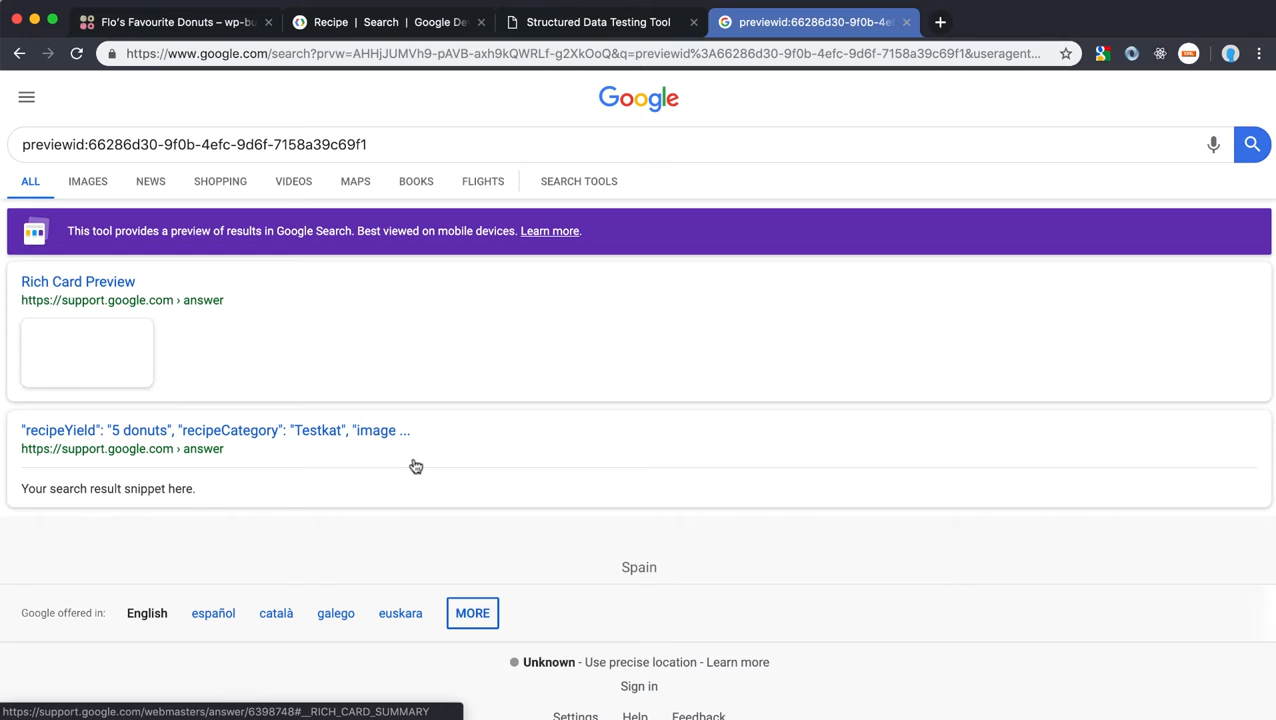 Flo's Favourite Donuts – wp-bu
Recipe | Search | Google De
Structured Data Testing Tool
previewid:66286d30-9f0b-4ef
https://www.google.com/search?prvw=AHHjJUMVh9-pAVB-axh9kQWRLf-g2XkOoQ&q=previewid%3A66286d30-9f0b-4efc-9d6f-7158a39c69f1&useragent...
Google
previewid:66286d30-9f0b-4efc-9d6f-7158a39c69f1
ALL
IMAGES
NEWS
SHOPPING
VIDEOS
MAPS
BOOKS
FLIGHTS
SEARCH TOOLS
This tool provides a preview of results in Google Search. Best viewed on mobile devices. Learn more.
Rich Card Preview
https://support.google.com › answer
"recipeYield": "5 donuts", "recipeCategory": "Testkat", "image ...
https://support.google.com › answer
Your search result snippet here.
Spain
Google offered in: English español català galego euskara MORE
Unknown - Use precise location - Learn more
Sign in
Settings Help Feedback
https://support.google.com/webmasters/answer/6398748#__RICH_CARD_SUMMARY